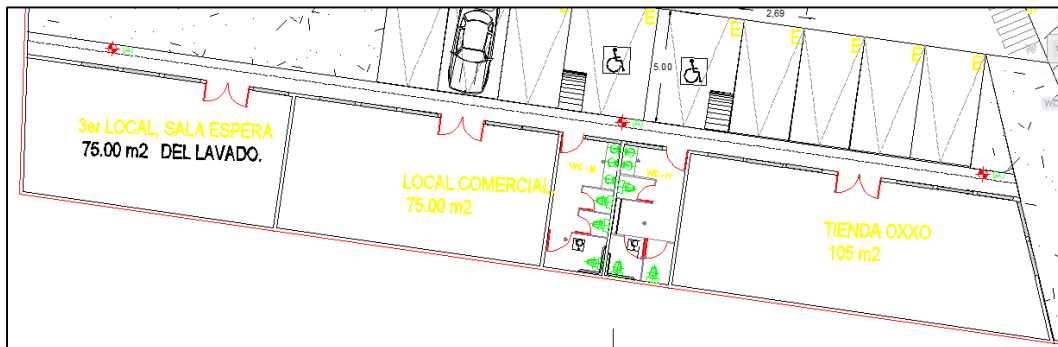 E
2,69
E
E
E
E
E
5.00
(A)
(A)
(A)
3er LOCAL, SALA ESPERA
75.00 m2 DEL LAVADO.
LOCAL COMERCIAL
75.00 m2
WC-M
WC-H
TIENDA OXXO
105 m2